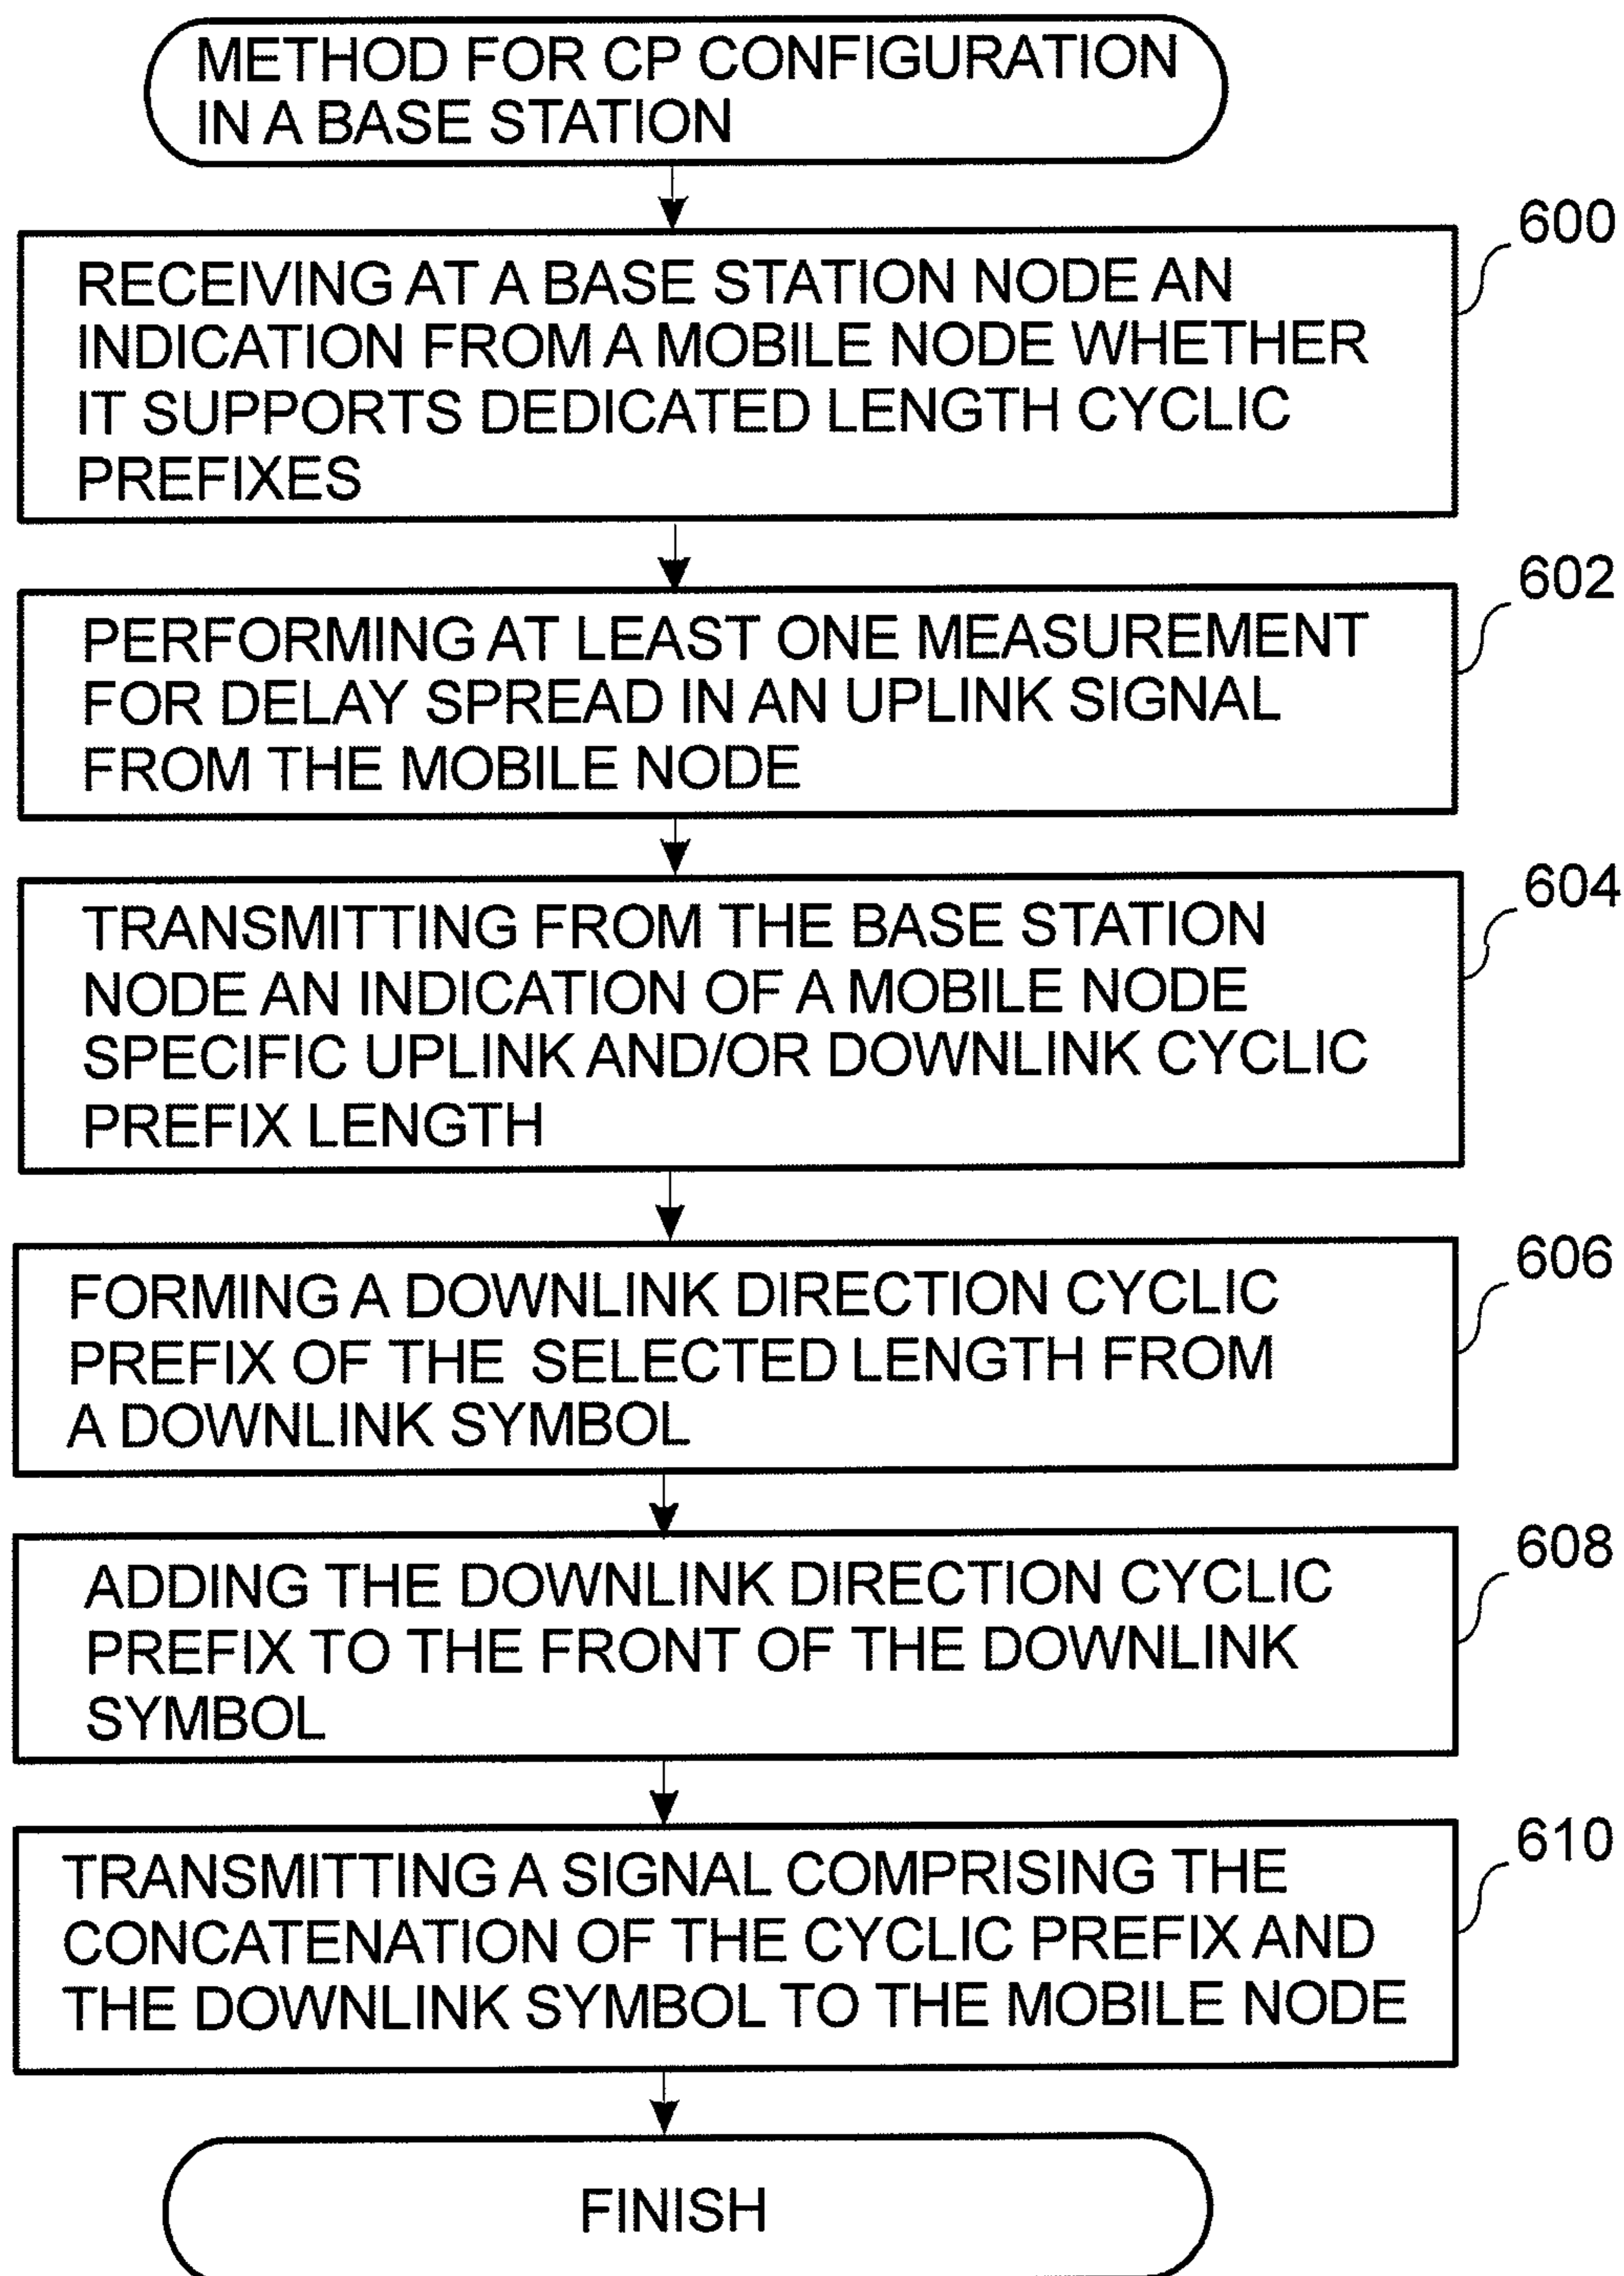 METHOD FOR CP CONFIGURATION
IN A BASE STATION
600
RECEIVING AT A BASE STATION NODE AN
INDICATION FROM A MOBILE NODE WHETHER
IT SUPPORTS DEDICATED LENGTH CYCLIC
PREFIXES
602
PERFORMING AT LEAST ONE MEASUREMENT
FOR DELAY SPREAD IN AN UPLINK SIGNAL
FROM THE MOBILE NODE
604
TRANSMITTING FROM THE BASE STATION
NODE AN INDICATION OF A MOBILE NODE
SPECIFIC UPLINK AND/OR DOWNLINK CYCLIC
PREFIX LENGTH
606
FORMING A DOWNLINK DIRECTION CYCLIC
PREFIX OF THE SELECTED LENGTH FROM
A DOWNLINK SYMBOL
608
ADDING THE DOWNLINK DIRECTION CYCLIC
PREFIX TO THE FRONT OF THE DOWNLINK
SYMBOL
610
TRANSMITTING A SIGNAL COMPRISING THE
CONCATENATION OF THE CYCLIC PREFIX AND
THE DOWNLINK SYMBOL TO THE MOBILE NODE
FINISH